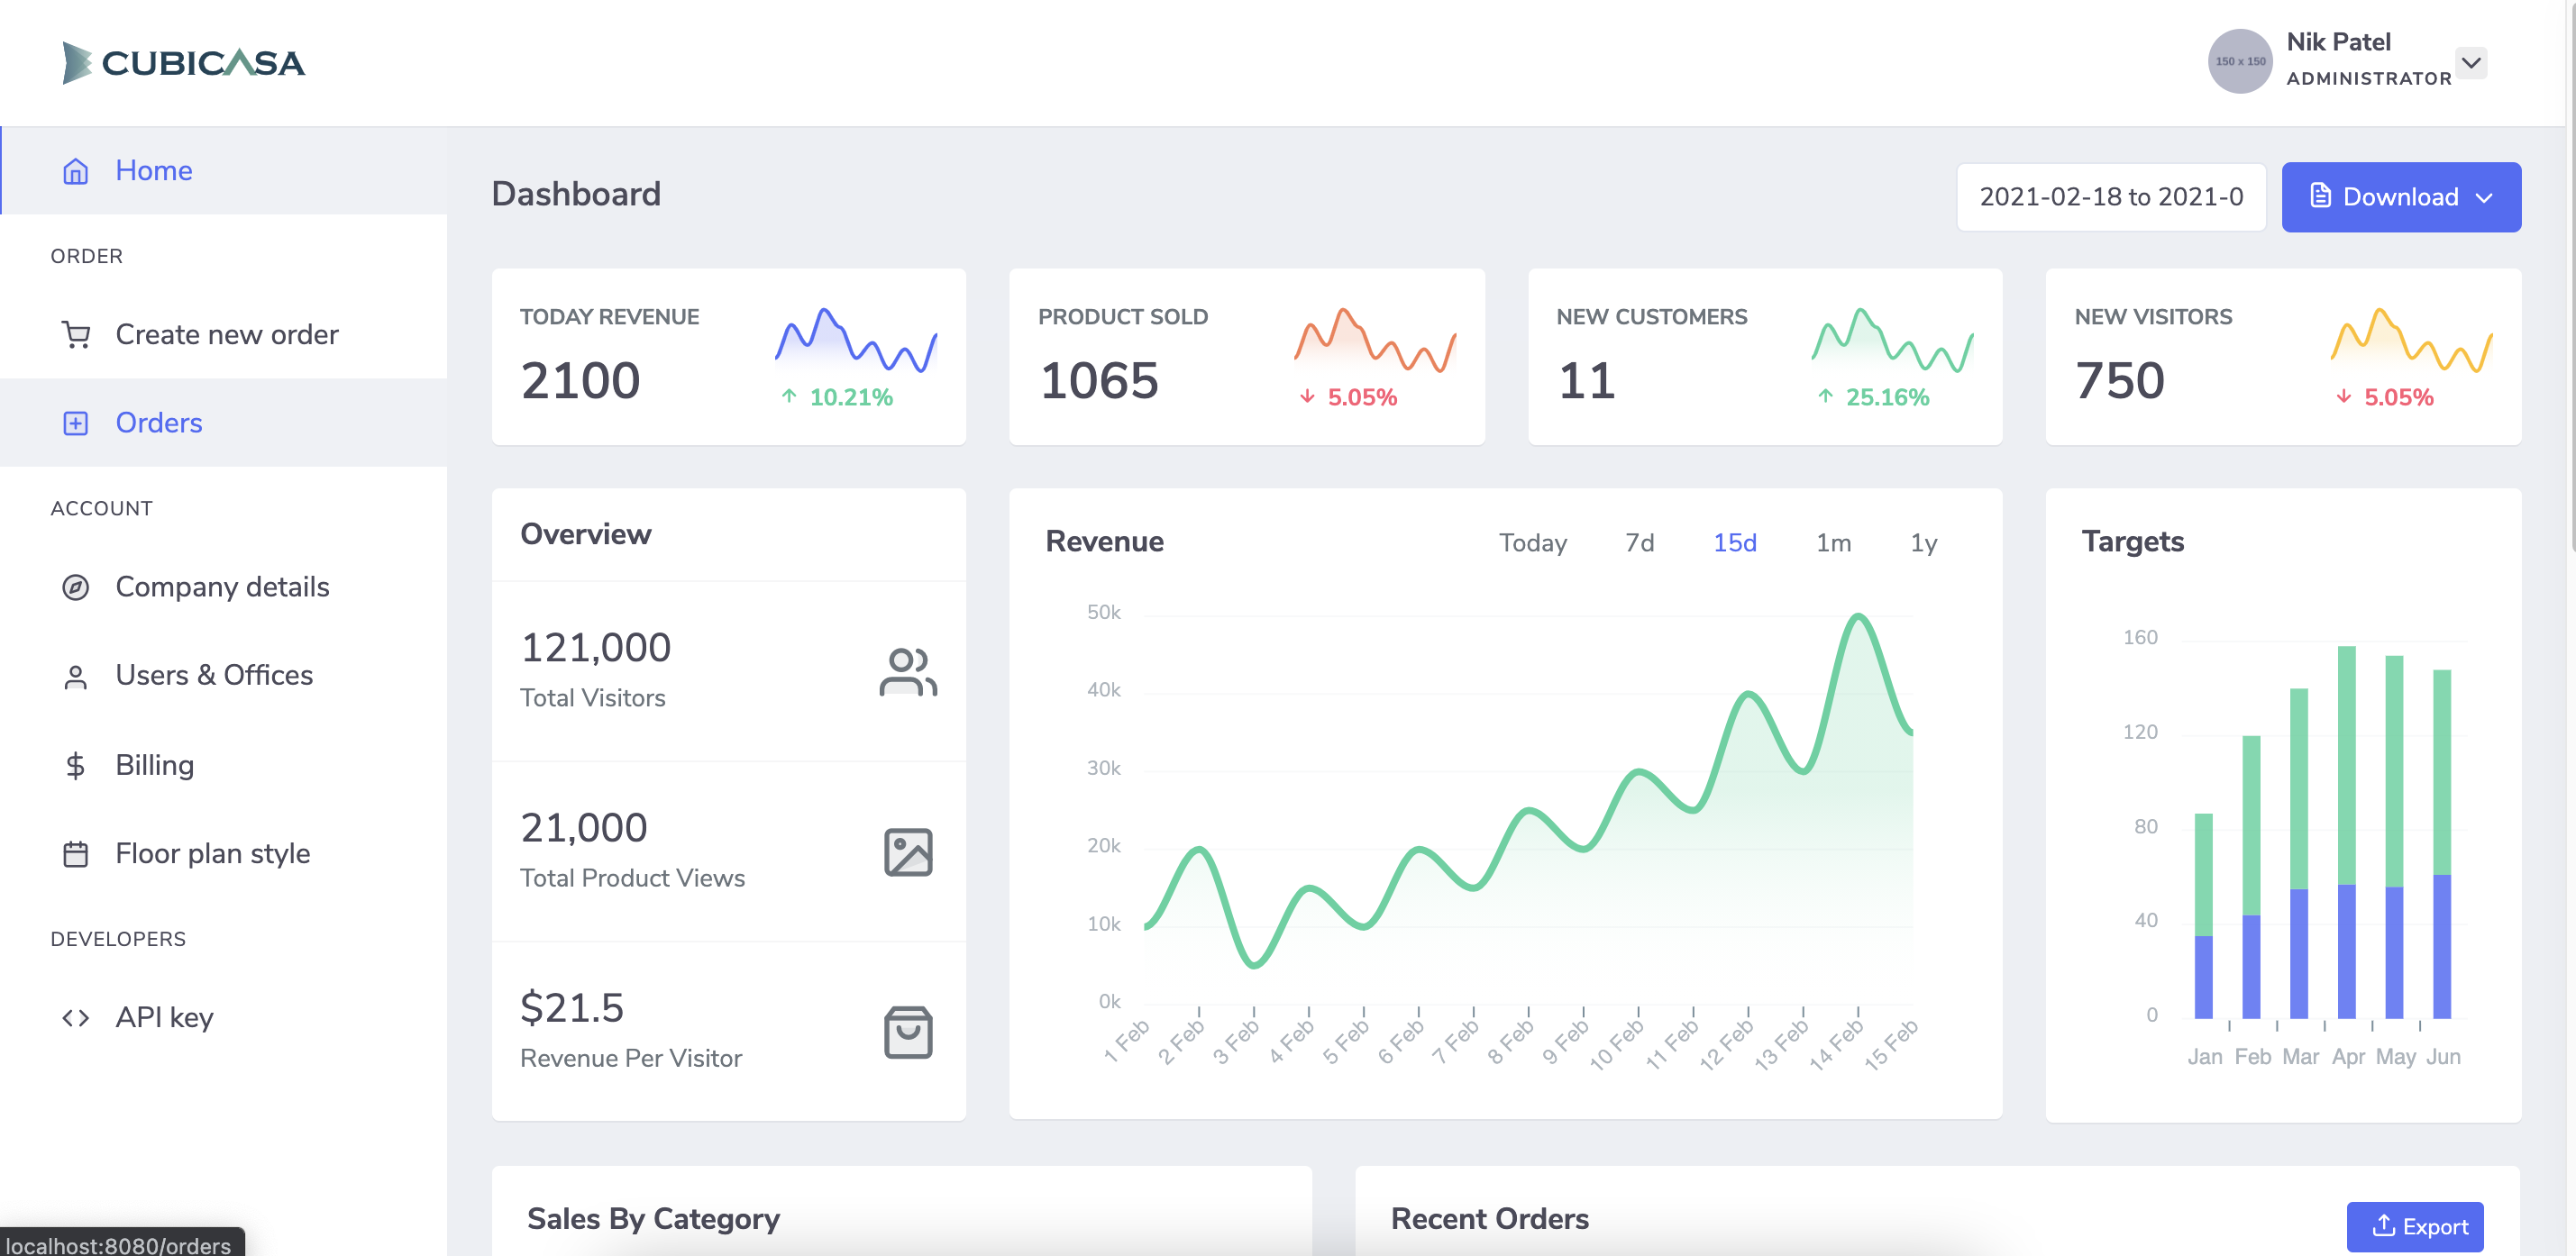 CUBICASA
150 x 150
Nik Patel
ADMINISTRATOR
Home
ORDER
Create new order
Orders
ACCOUNT
Company details
Users & Offices
Billing
Floor plan style
DEVELOPERS
API key
localhost:8080/orders
Dashboard
2021-02-18 to 2021-0
Download
TODAY REVENUE
2100
10.21%
PRODUCT SOLD
1065
5.05%
NEW CUSTOMERS
11
25.16%
NEW VISITORS
750
5.05%
Overview
121,000
Total Visitors
21,000
Total Product Views
$21.5
Revenue Per Visitor
Revenue
Today 7d 15d 1m 1y
50k
40k
30k
20k
10k
0k
1 Feb 2 Feb 3 Feb 4 Feb 5 Feb 6 Feb 7 Feb 8 Feb 9 Feb 10 Feb 11 Feb 12 Feb 13 Feb 14 Feb 15 Feb
Targets
160
120
80
40
0
Jan Feb Mar Apr May Jun
Sales By Category
Recent Orders
Export